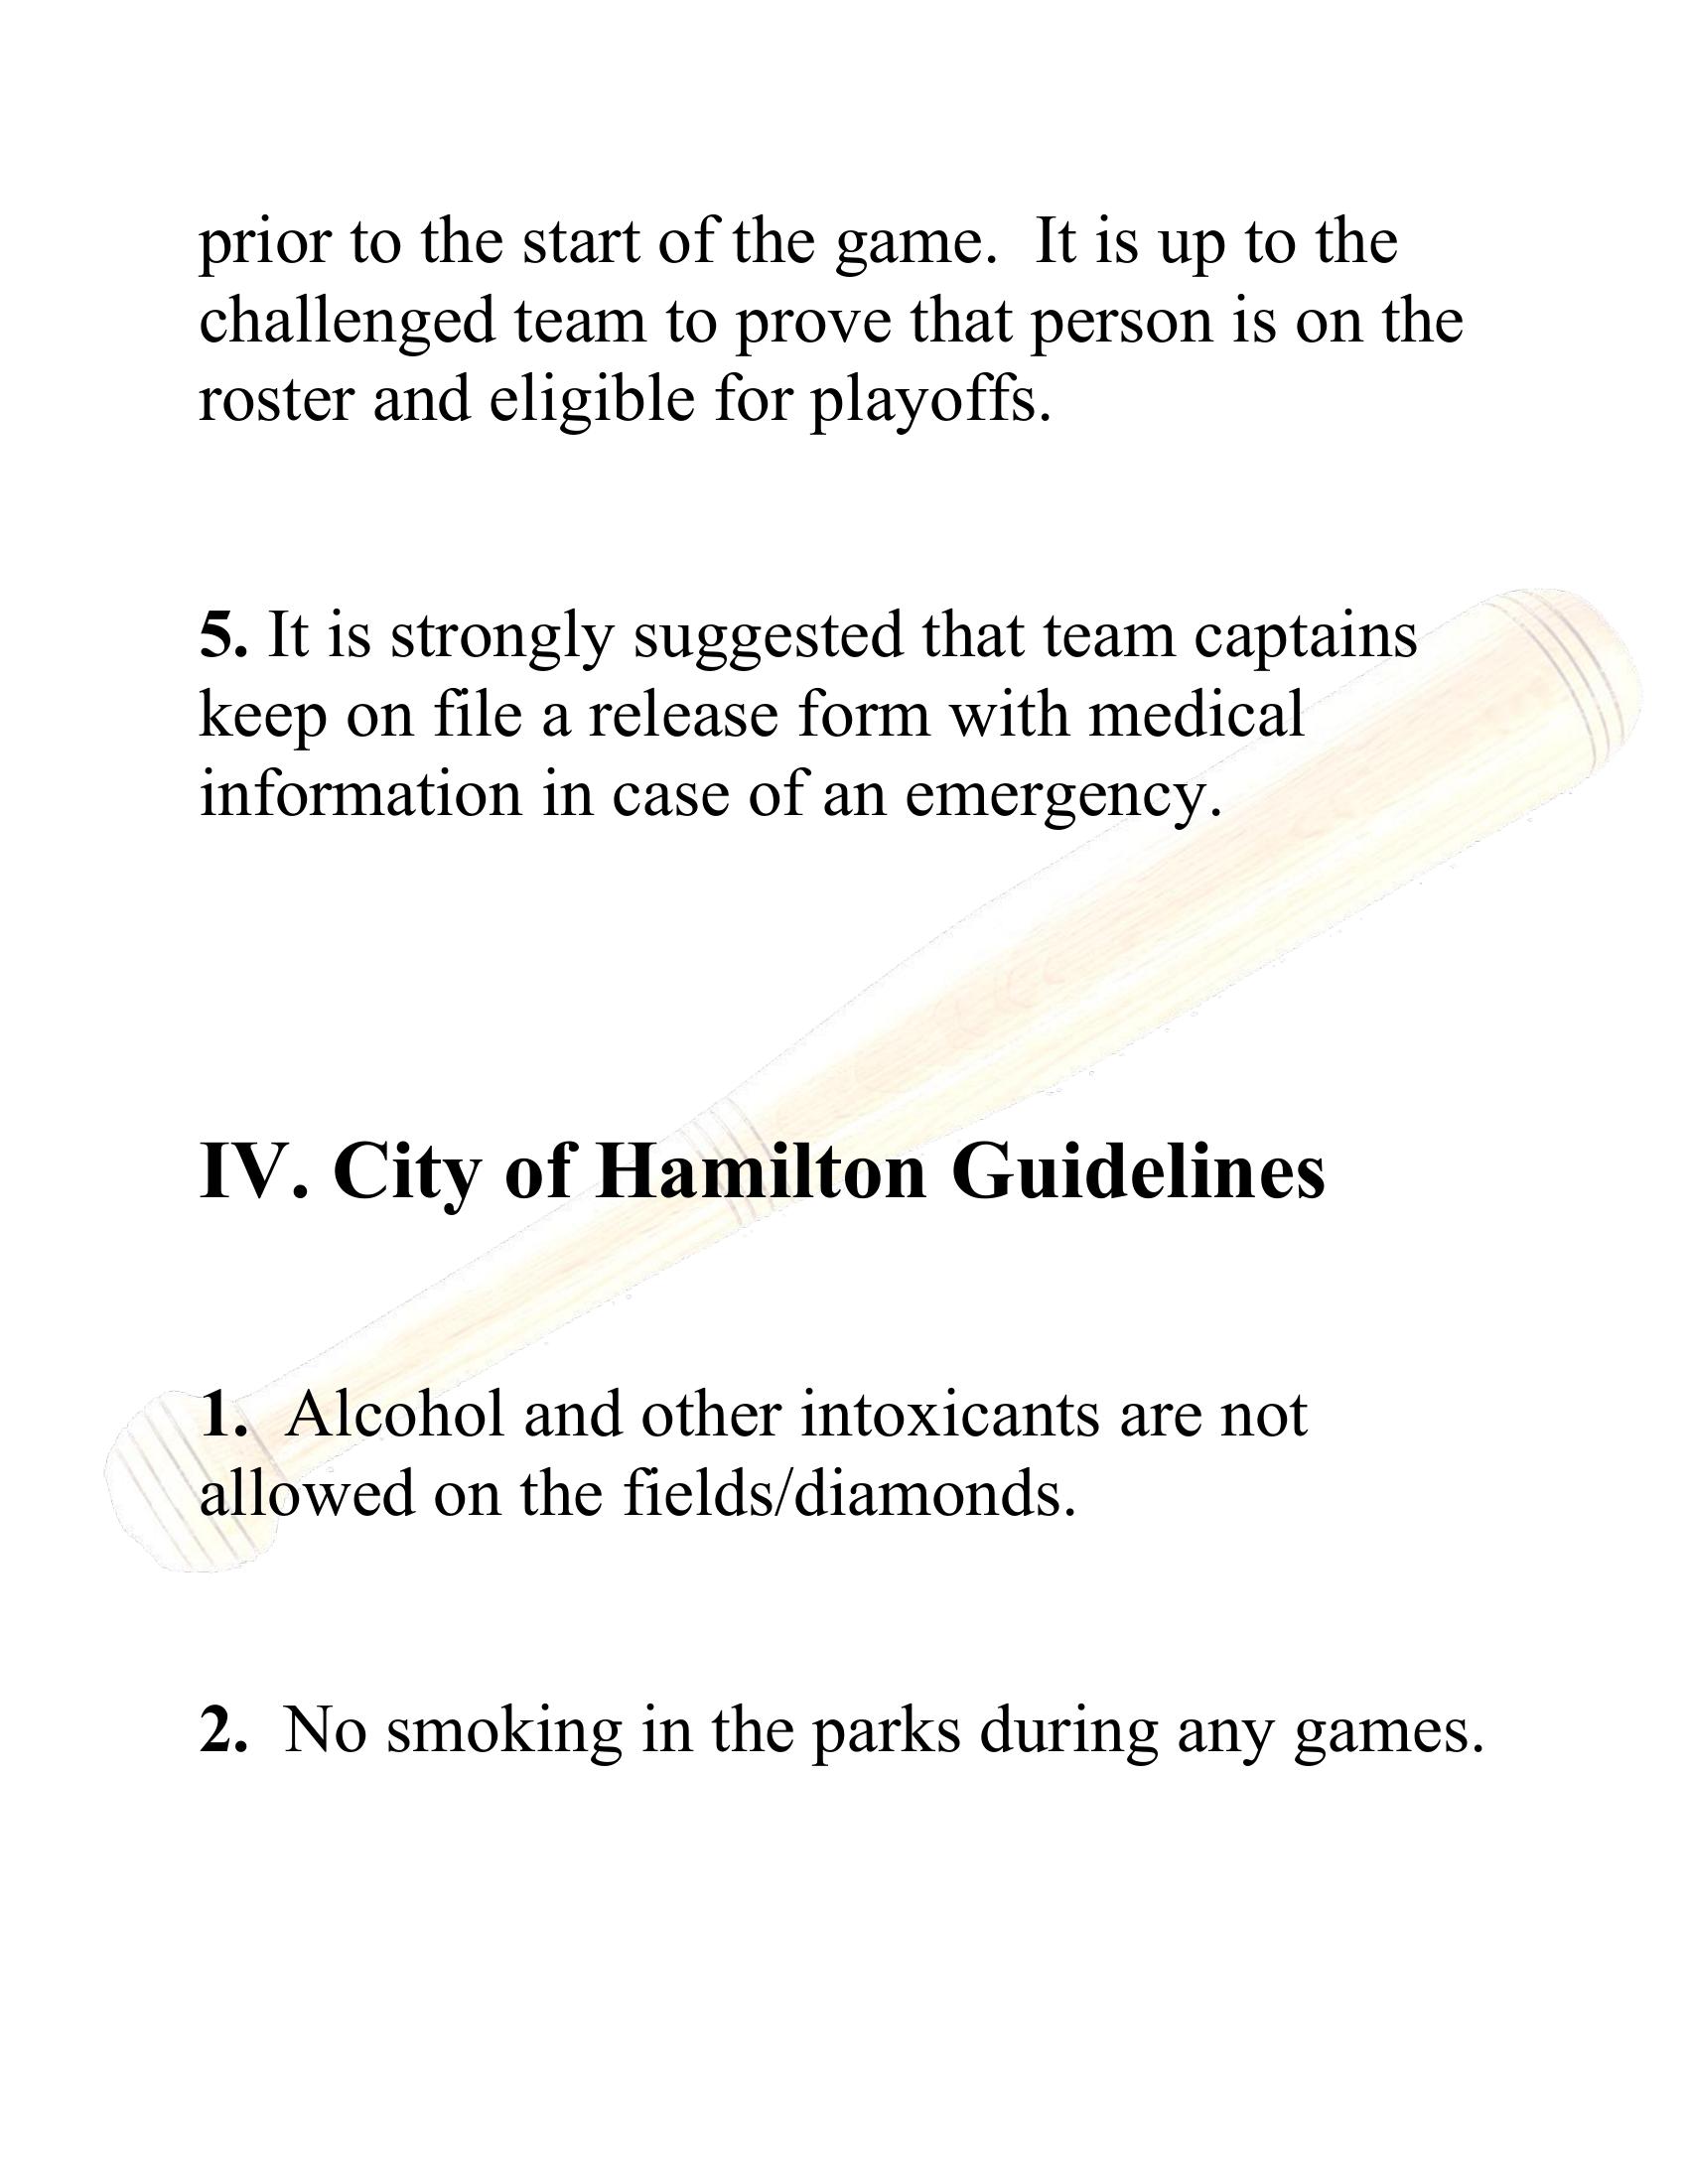 prior to the start of the game.  It is up to the
challenged team to prove that person is on the
roster and eligible for playoffs.
5. It is strongly suggested that team captains
keep on file a release form with medical
information in case of an emergency.
IV. City of Hamilton Guidelines
1.  Alcohol and other intoxicants are not
allowed on the fields/diamonds.
2.  No smoking in the parks during any games.